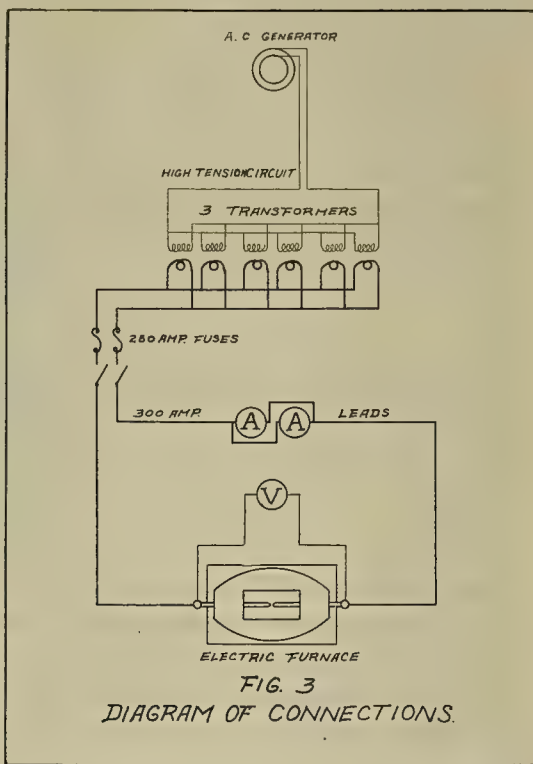 A.C GENERATOR
HIGH TENSION CIRCUIT
3 TRANSFORMERS
280 AMP. FUSES
300 AMP. A A LEADS
V
ELECTRIC FURNACE
FIG. 3
DIAGRAM OF CONNECTIONS.